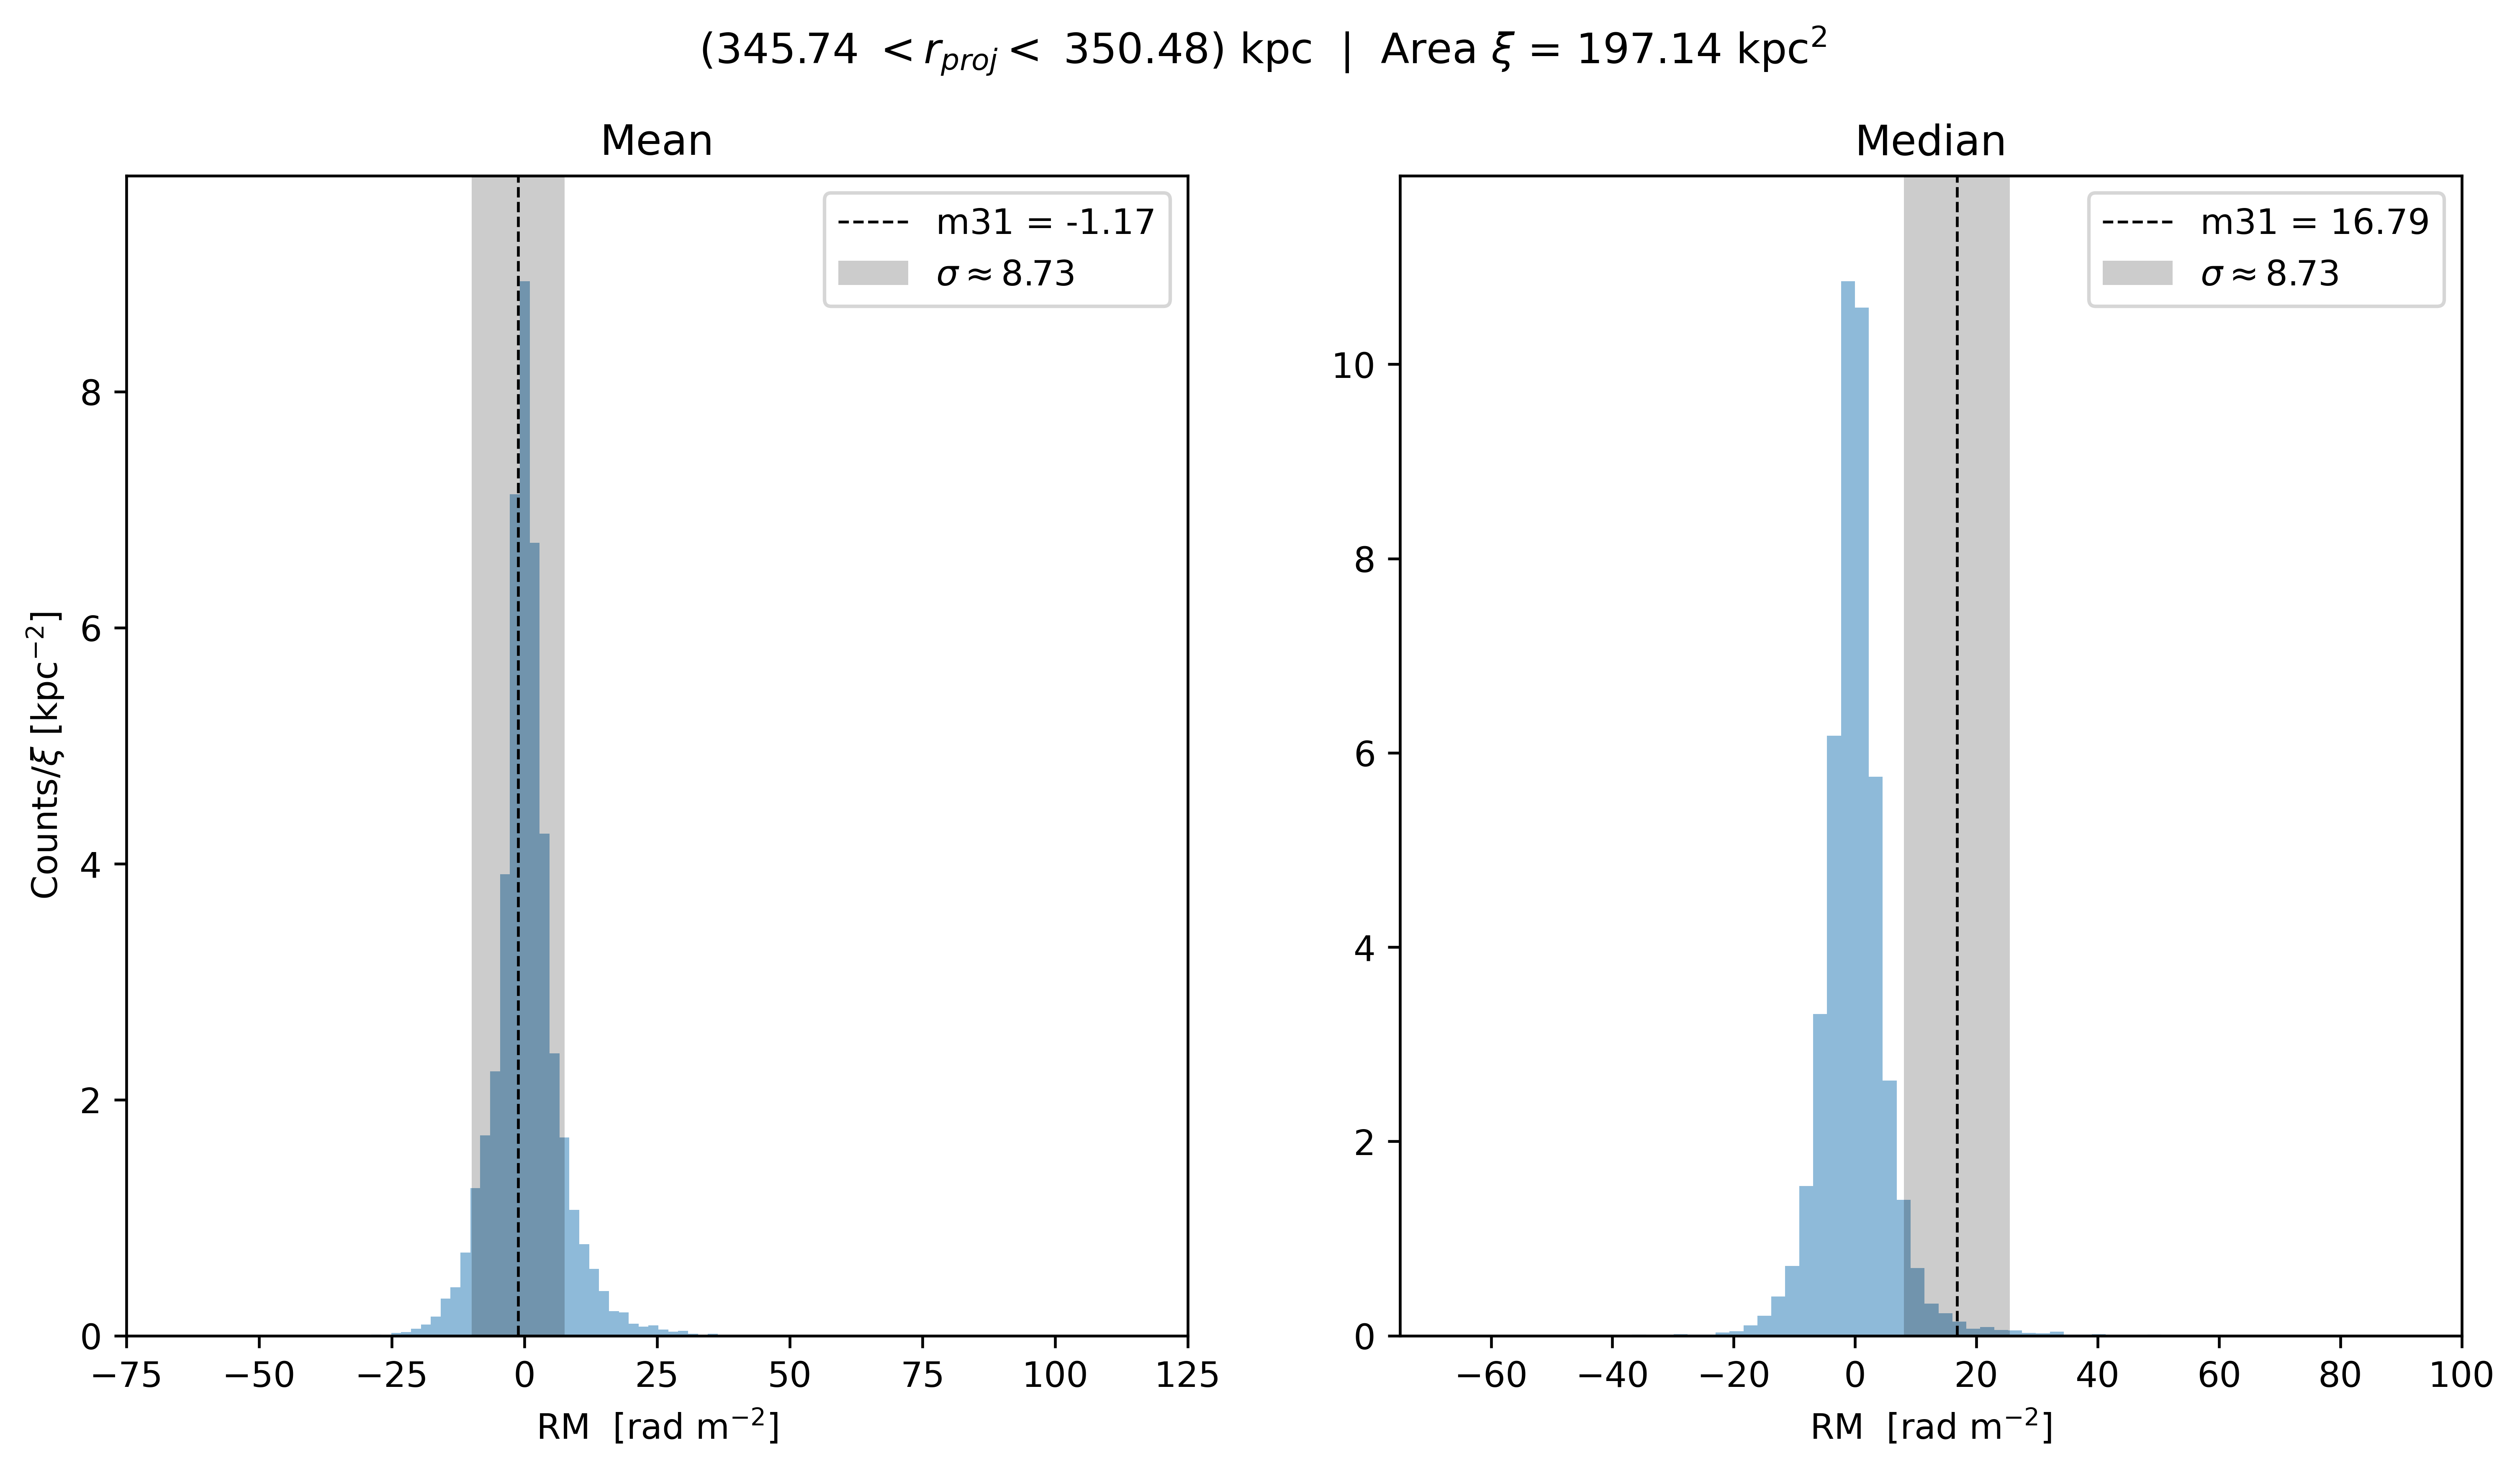 (345.74 < r_proj < 350.48) kpc | Area ξ = 197.14 kpc²
Mean
m31 = -1.17
σ ≈ 8.73
8
6
4
2
0
Counts/ξ [kpc⁻²]
−75 −50 −25 0 25 50 75 100 125
RM [rad m⁻²]
Median
m31 = 16.79
σ ≈ 8.73
10
8
6
4
2
0
−60 −40 −20 0 20 40 60 80 100
RM [rad m⁻²]